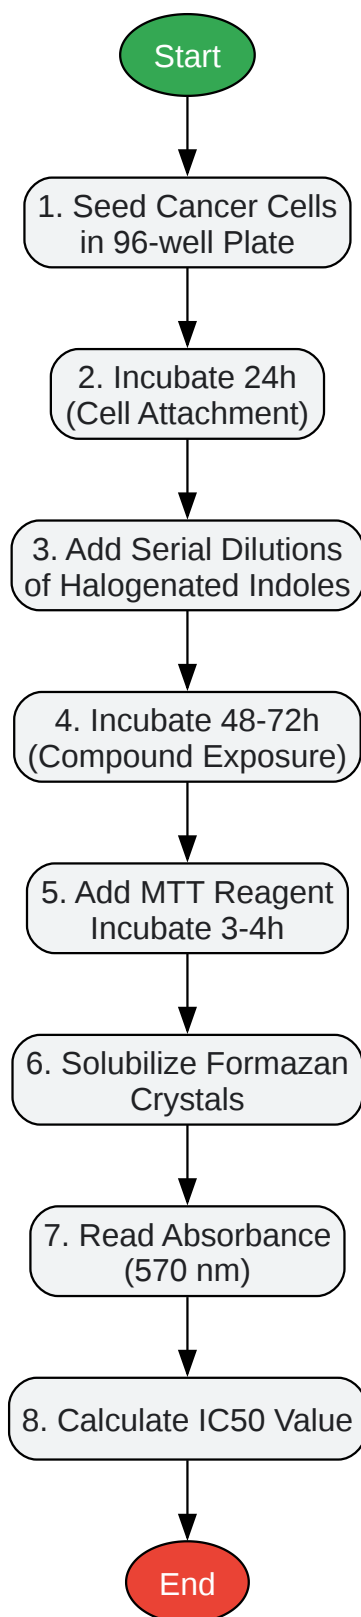 Start
1. Seed Cancer Cells
in 96-well Plate
2. Incubate 24h
(Cell Attachment)
3. Add Serial Dilutions
of Halogenated Indoles
4. Incubate 48-72h
(Compound Exposure)
5. Add MTT Reagent
Incubate 3-4h
6. Solubilize Formazan
Crystals
7. Read Absorbance
(570 nm)
8. Calculate IC50 Value
End